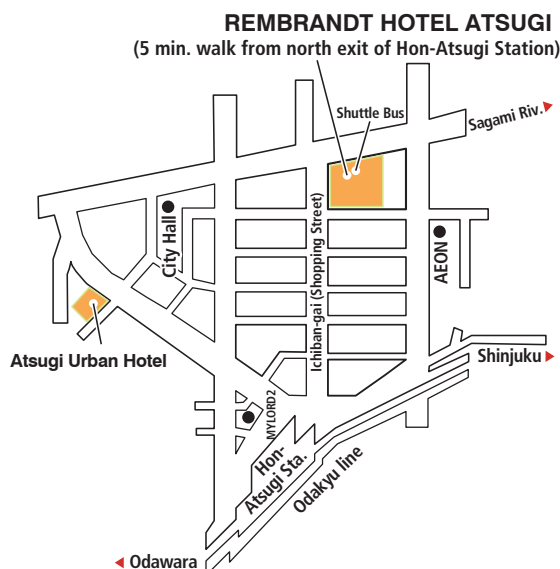 REMBRANDT HOTEL ATSUGI
(5 min. walk from north exit of Hon-Atsugi Station)
Shuttle Bus
Sagami Riv.
City Hall
Ichiban-gai (Shopping Street)
AEON
Atsugi Urban Hotel
Shinjuku
MYLORD2
Hon-
Atsugi Sta.
Odakyu line
Odawara